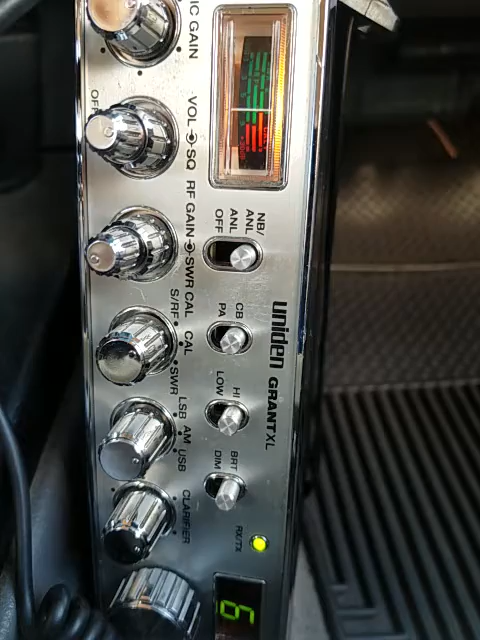 MIC GAIN
OFF
VOL SQ
RF GAIN SWR CAL
S/RF CAL SWR
LSB AM USB
CLARIFIER
NB/
ANL
ANL
OFF
CB
PA
HI
LOW
BRT
DIM
uniden GRANT XL
RX/TX